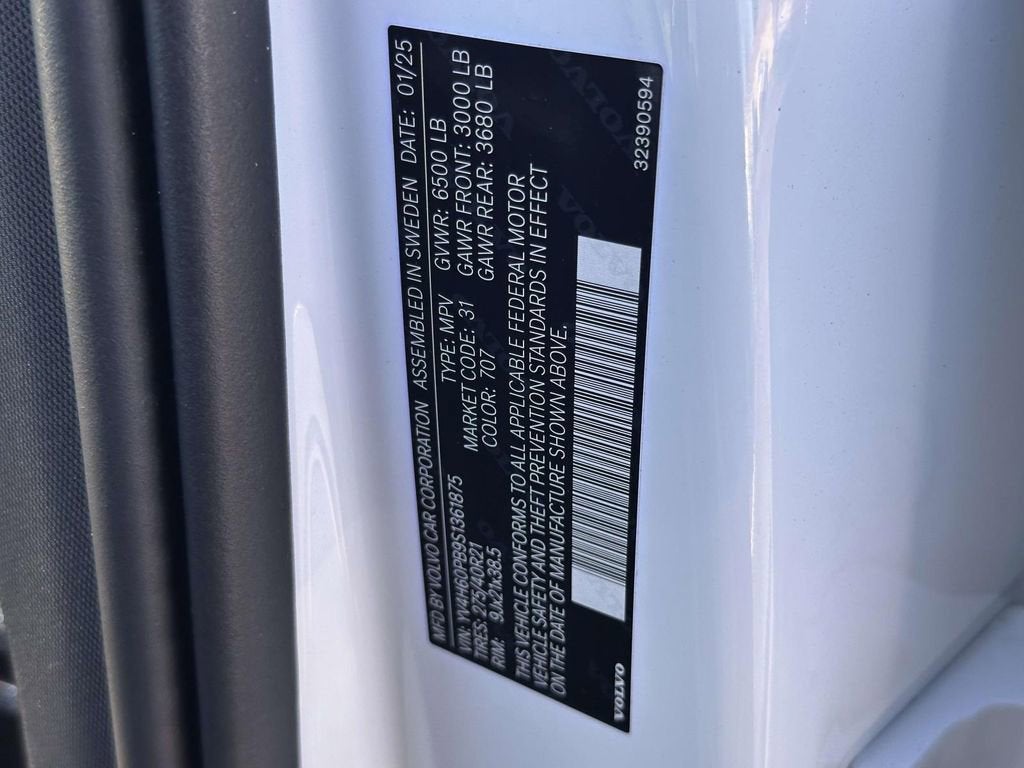 MFD BY VOLVO CAR CORPORATION ASSEMBLED IN SWEDEN DATE: 01/25
VIN: YV4H60PB9S1361875 TYPE: MPV GVWR: 6500 LB
TIRES: 275/40R21 MARKET CODE: 31 GAWR FRONT: 3000 LB
RIM: 9Jx21x38.5 COLOR: 707 GAWR REAR: 3680 LB
THIS VEHICLE CONFORMS TO ALL APPLICABLE FEDERAL MOTOR
VEHICLE SAFETY AND THEFT PREVENTION STANDARDS IN EFFECT
ON THE DATE OF MANUFACTURE SHOWN ABOVE.
VOLVO
32390594